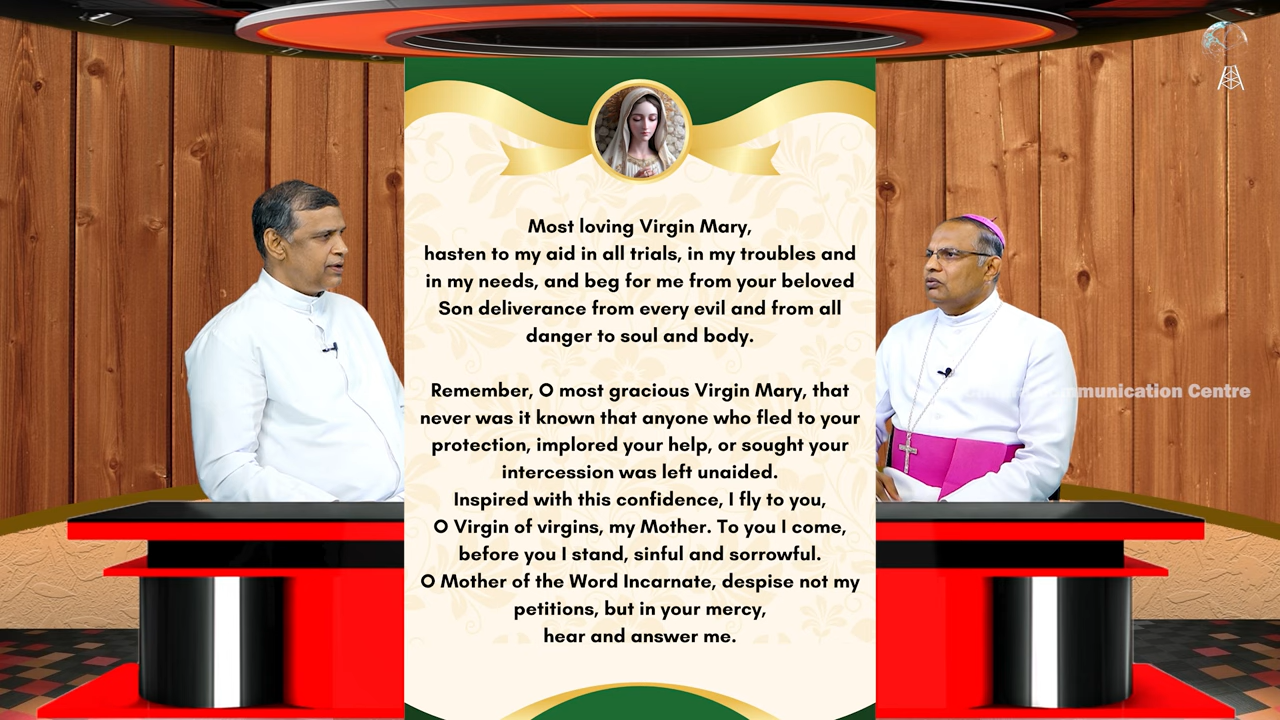 Most loving Virgin Mary,
hasten to my aid in all trials, in my troubles and
in my needs, and beg for me from your beloved
Son deliverance from every evil and from all
danger to soul and body.
Remember, O most gracious Virgin Mary, that
never was it known that anyone who fled to your
protection, implored your help, or sought your
intercession was left unaided.
Inspired with this confidence, I fly to you,
O Virgin of virgins, my Mother. To you I come,
before you I stand, sinful and sorrowful.
O Mother of the Word Incarnate, despise not my
petitions, but in your mercy,
hear and answer me.
Communication Centre